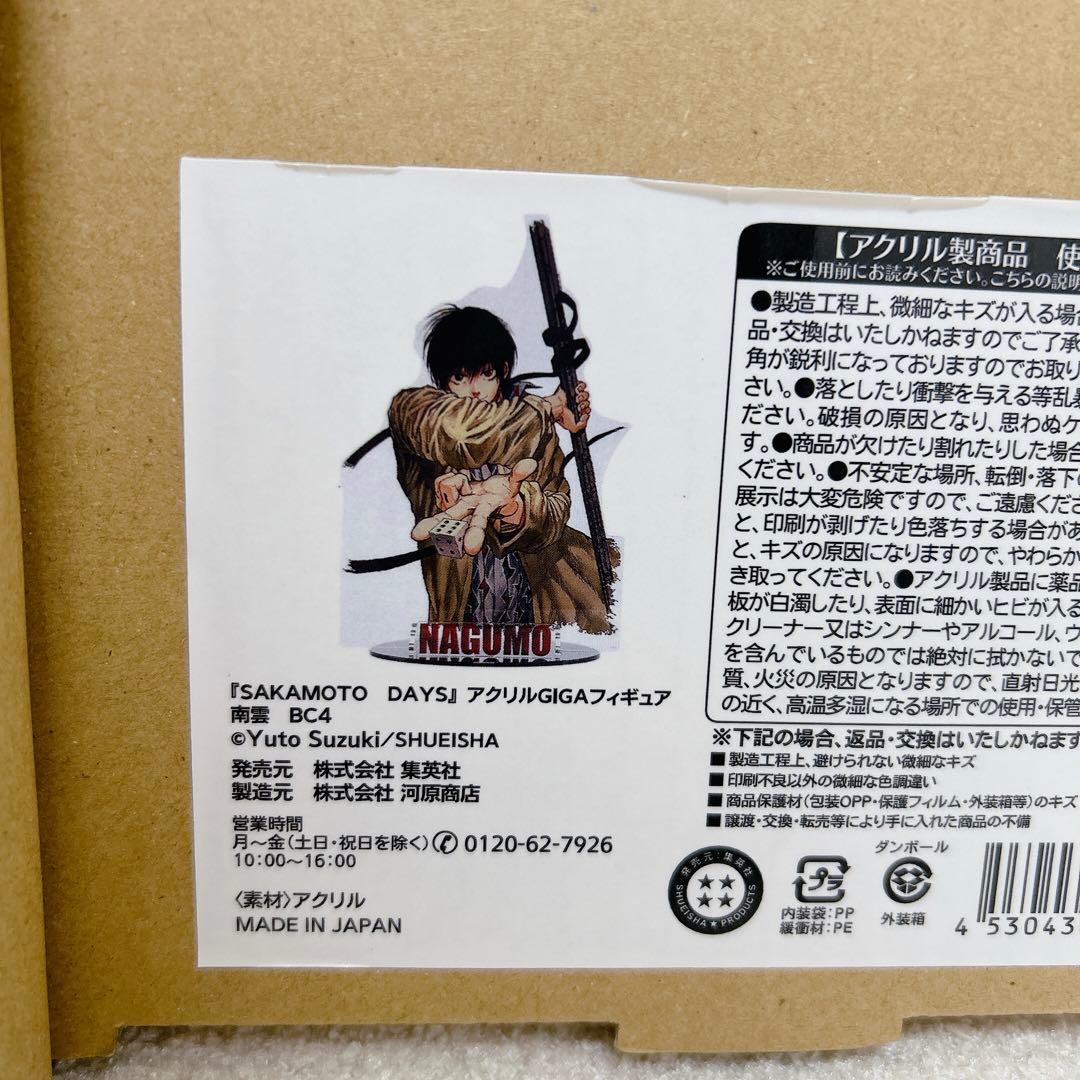 NAGUMO
『SAKAMOTO DAYS』アクリルGIGAフィギュア
南雲 BC4
©Yuto Suzuki/SHUEISHA
発売元 株式会社 集英社
製造元 株式会社 河原商店
営業時間
月～金（土日・祝日を除く）✆0120-62-7926
10:00～16:00
〈素材〉アクリル
MADE IN JAPAN
【アクリル製商品 使
※ご使用前にお読みください。こちらの説明
●製造工程上、微細なキズが入る場合
品・交換はいたしかねますのでご了承
角が鋭利になっておりますのでお取り
さい。●落としたり衝撃を与える等乱暴
ださい。破損の原因となり、思わぬケ
す。●商品が欠けたり割れたりした場合
ください。●不安定な場所、転倒・落下の
展示は大変危険ですので、ご遠慮くださ
と、印刷が剥げたり色落ちする場合があ
と、キズの原因になりますので、やわらか
き取ってください。●アクリル製品に薬品
板が白濁したり、表面に細かいヒビが入る
クリーナー又はシンナーやアルコール、ウ
を含んでいるものでは絶対に拭かないで
質、火災の原因となりますので、直射日光
の近く、高温多湿になる場所での使用・保管
※下記の場合、返品・交換はいたしかねます
■製造工程上、避けられない微細なキズ
■印刷不良以外の微細な色調違い
■商品保護材（包装OPP・保護フィルム・外装箱等）のキズ
■譲渡・交換・転売等により手に入れた商品の不備
発売元：集英社
SHUEISHA★PRODUCTS
プラ
内装袋：PP
緩衝材：PE
ダンボール
外装箱
4 53043